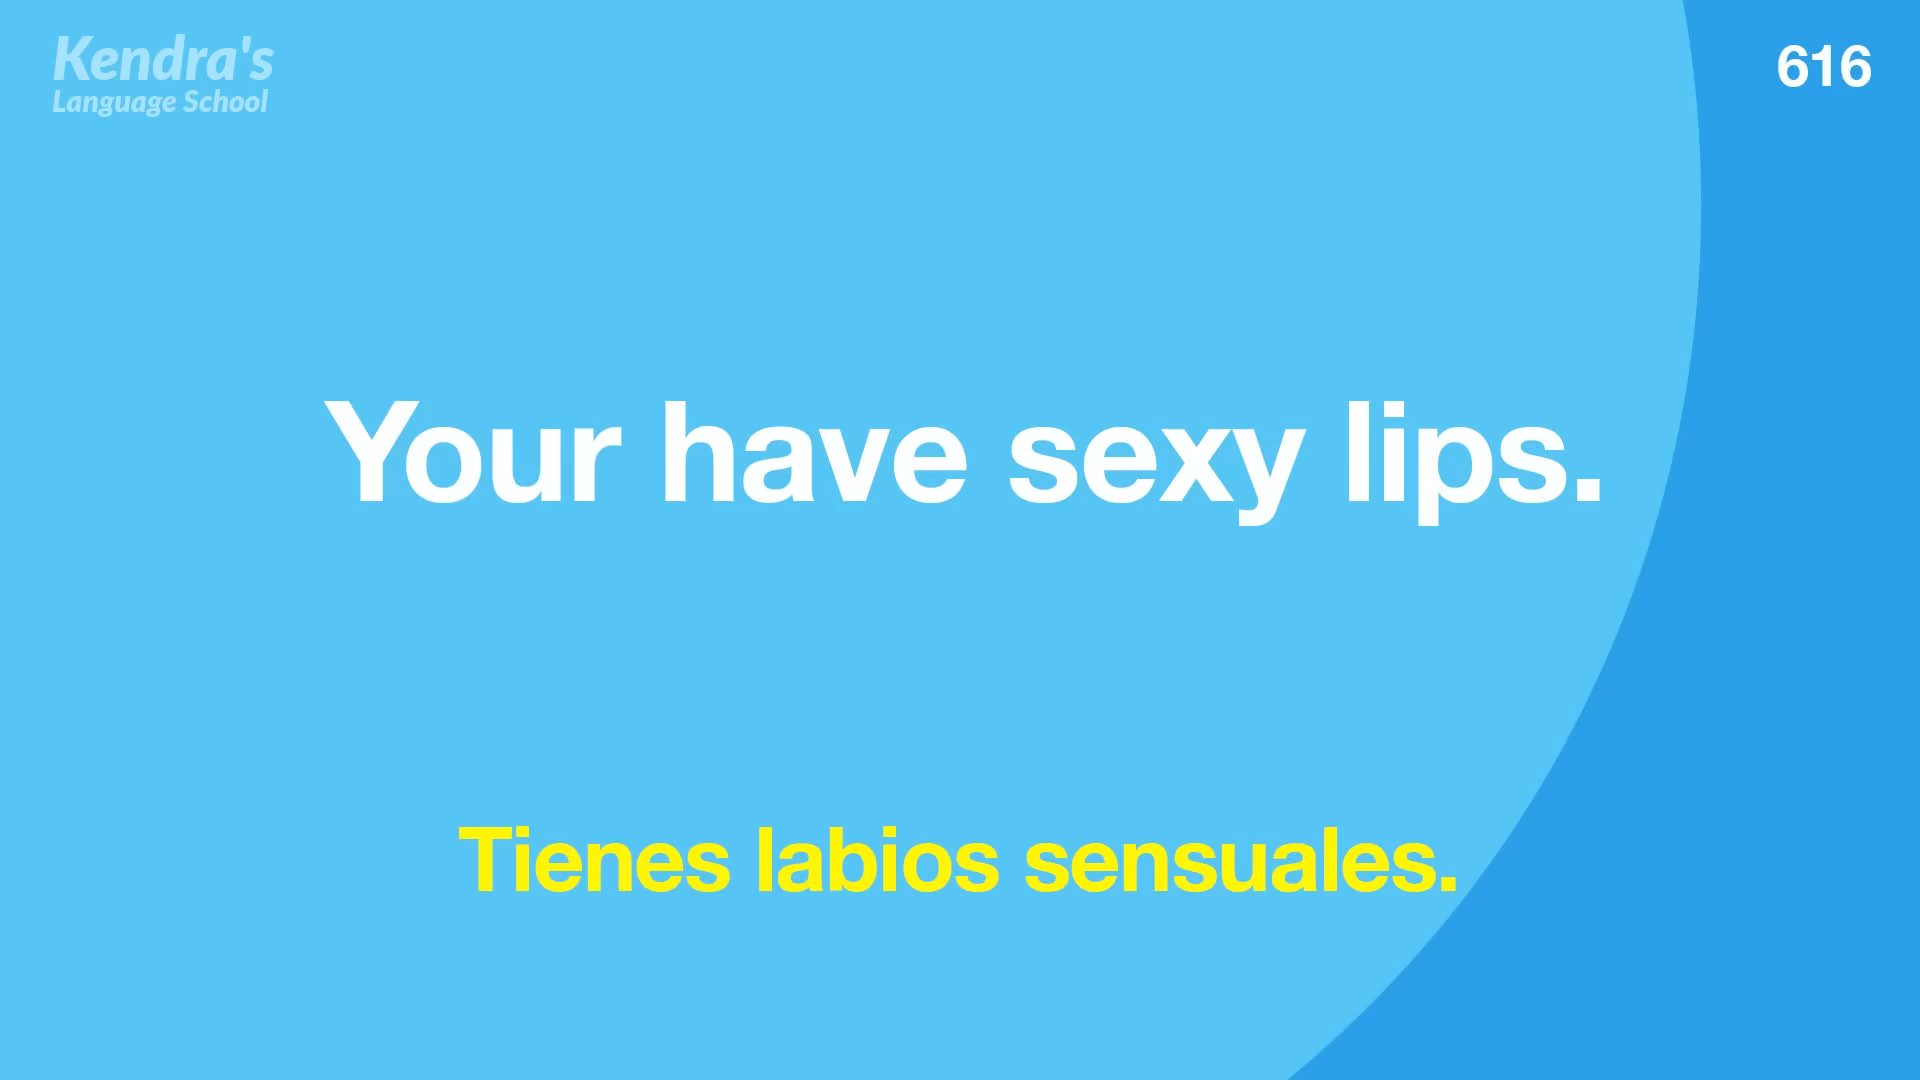 Kendra's
Language School
616
Your have sexy lips.
Tienes labios sensuales.